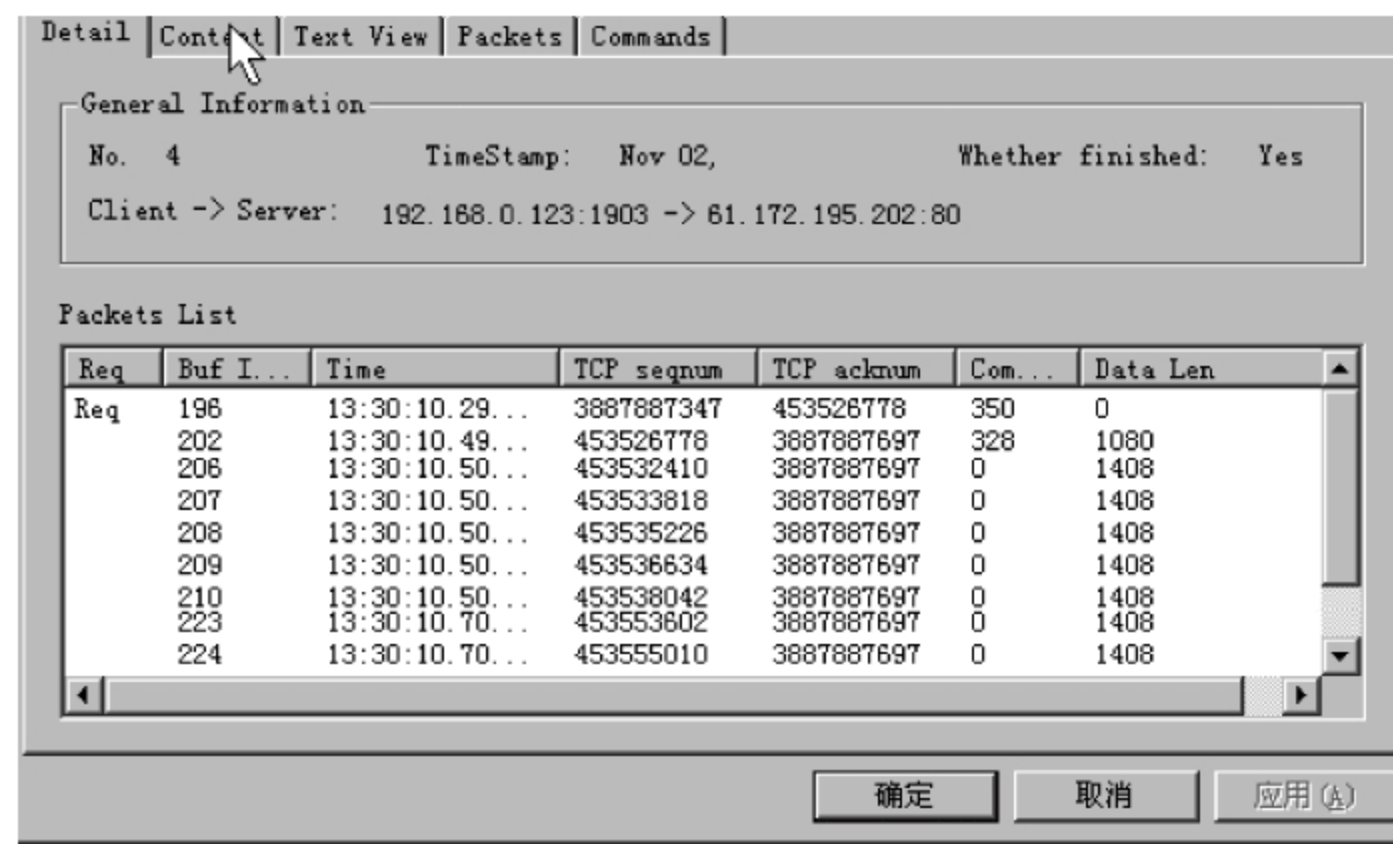 Detail Content Text View Packets Commands
General Information
No. 4 TimeStamp: Nov 02, Whether finished: Yes
Client -> Server: 192.168.0.123:1903 -> 61.172.195.202:80
Packets List
Req Buf I... Time TCP seqnum TCP acknum Com... Data Len
Req 196 13:30:10.29... 3887887347 453526778 350 0
202 13:30:10.49... 453526778 3887887697 328 1080
206 13:30:10.50... 453532410 3887887697 0 1408
207 13:30:10.50... 453533818 3887887697 0 1408
208 13:30:10.50... 453535226 3887887697 0 1408
209 13:30:10.50... 453536634 3887887697 0 1408
210 13:30:10.50... 453538042 3887887697 0 1408
223 13:30:10.70... 453553602 3887887697 0 1408
224 13:30:10.70... 453555010 3887887697 0 1408
确定 取消 应用(A)